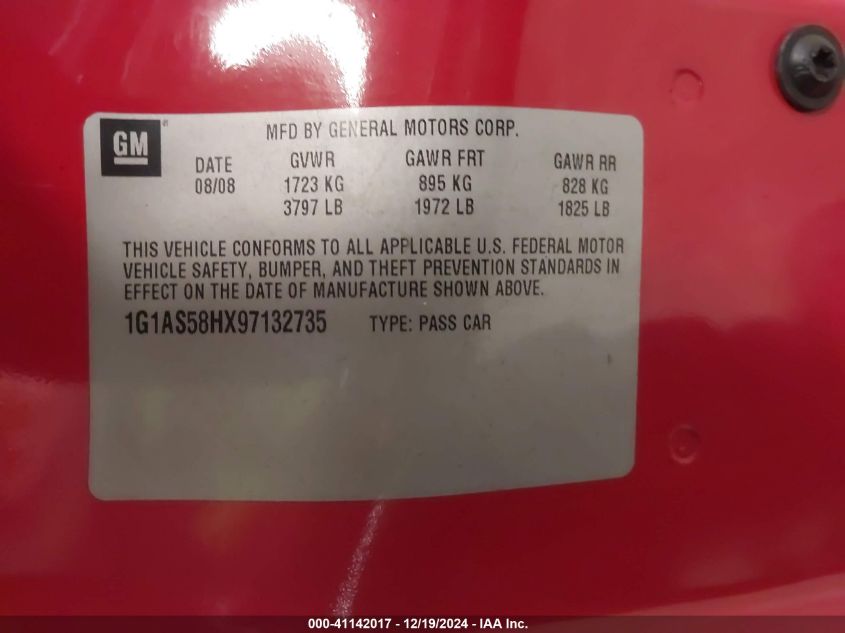 GM
MFD BY GENERAL MOTORS CORP.
DATE GVWR GAWR FRT GAWR RR
08/08 1723 KG 895 KG 828 KG
3797 LB 1972 LB 1825 LB
THIS VEHICLE CONFORMS TO ALL APPLICABLE U.S. FEDERAL MOTOR
VEHICLE SAFETY, BUMPER, AND THEFT PREVENTION STANDARDS IN
EFFECT ON THE DATE OF MANUFACTURE SHOWN ABOVE.
1G1AS58HX97132735 TYPE: PASS CAR
000-41142017 - 12/19/2024 - IAA Inc.